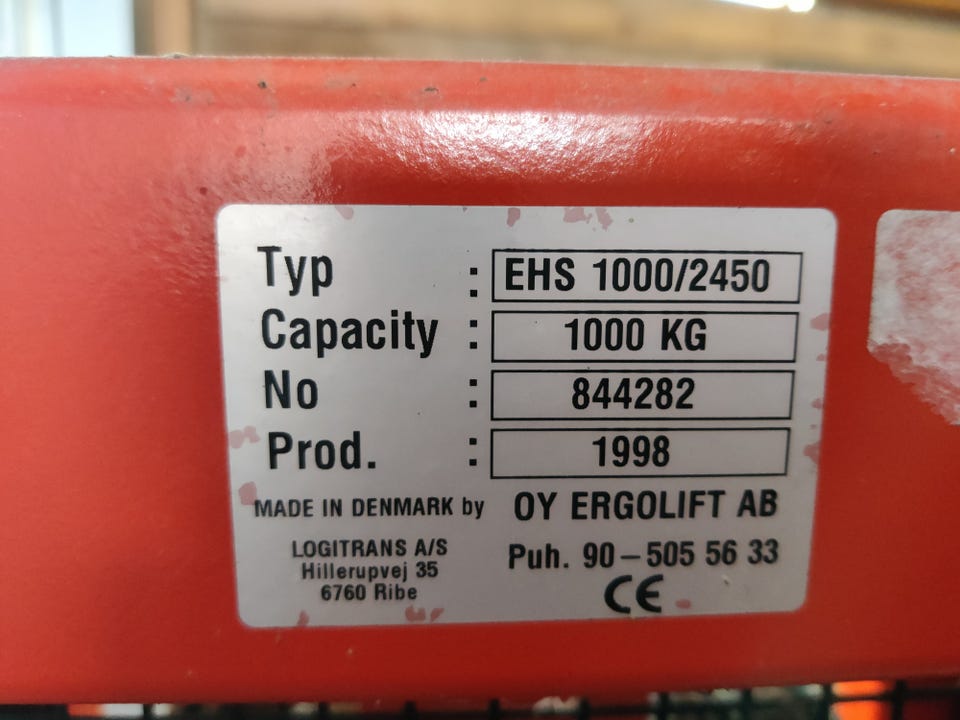 Typ : EHS 1000/2450
Capacity : 1000 KG
No : 844282
Prod. : 1998
MADE IN DENMARK by
LOGITRANS A/S
Hillerupvej 35
6760 Ribe
OY ERGOLIFT AB
Puh. 90-505 56 33
CE